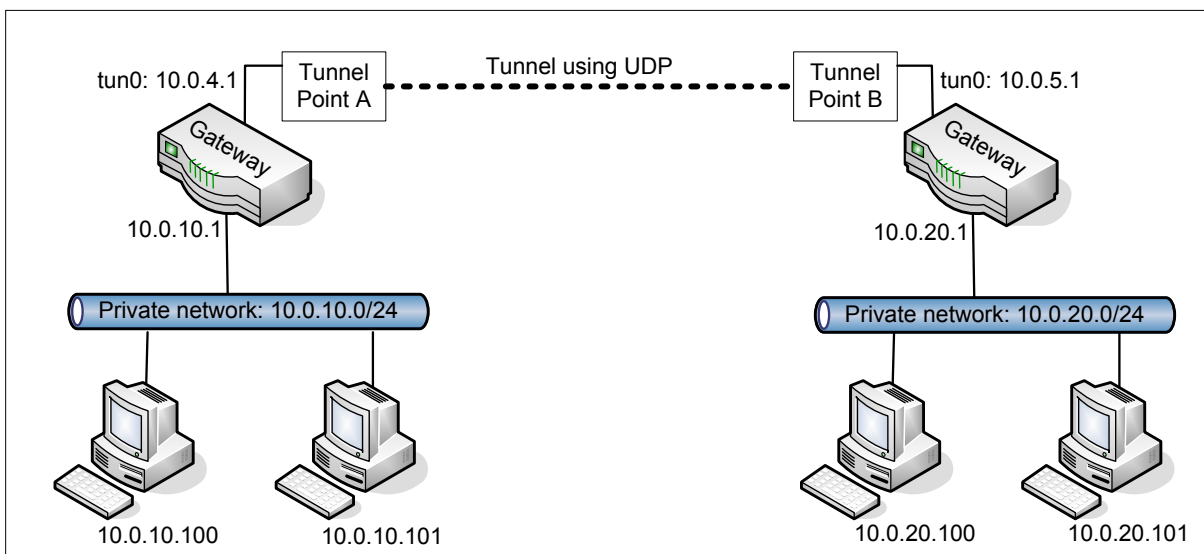 tun0: 10.0.4.1
Tunnel
Point A
Tunnel using UDP
Tunnel
Point B
tun0: 10.0.5.1
Gateway
Gateway
10.0.10.1
10.0.20.1
Private network: 10.0.10.0/24
Private network: 10.0.20.0/24
10.0.10.100
10.0.10.101
10.0.20.100
10.0.20.101